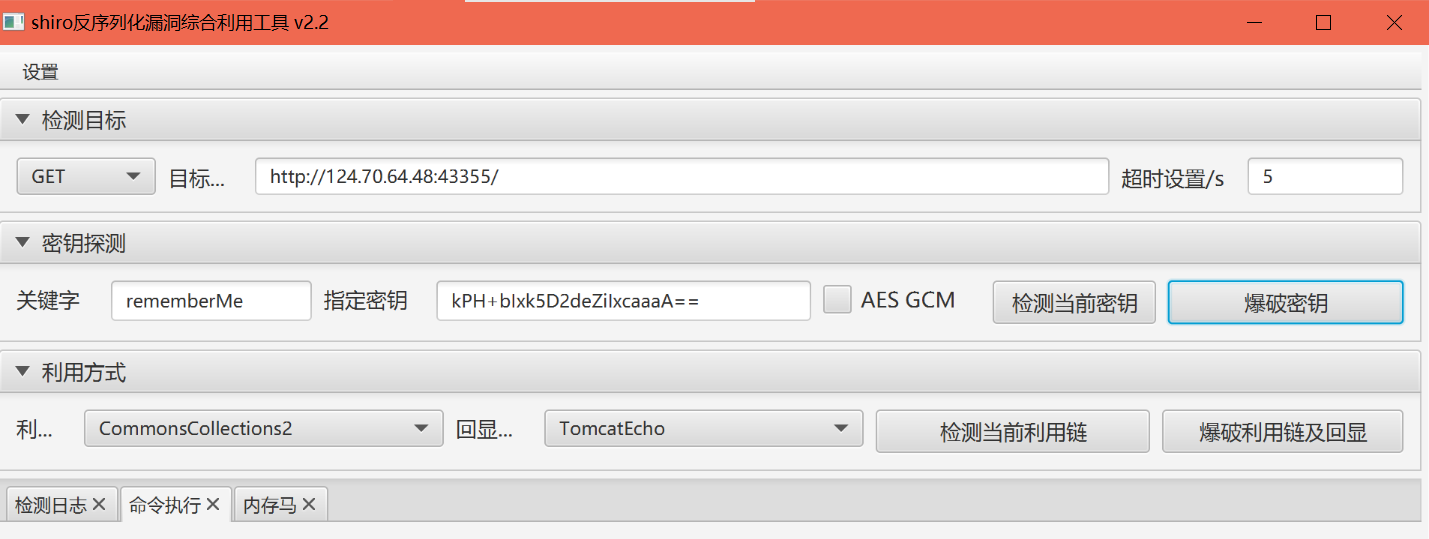 shiro反序列化漏洞综合利用工具 v2.2
设置
检测目标
GET 目标... http://124.70.64.48:43355/ 超时设置/s 5
密钥探测
关键字 rememberMe 指定密钥 kPH+bIxk5D2deZiIxcaaaA== AES GCM 检测当前密钥 爆破密钥
利用方式
利... CommonsCollections2 回显... TomcatEcho 检测当前利用链 爆破利用链及回显
检测日志 命令执行 内存马